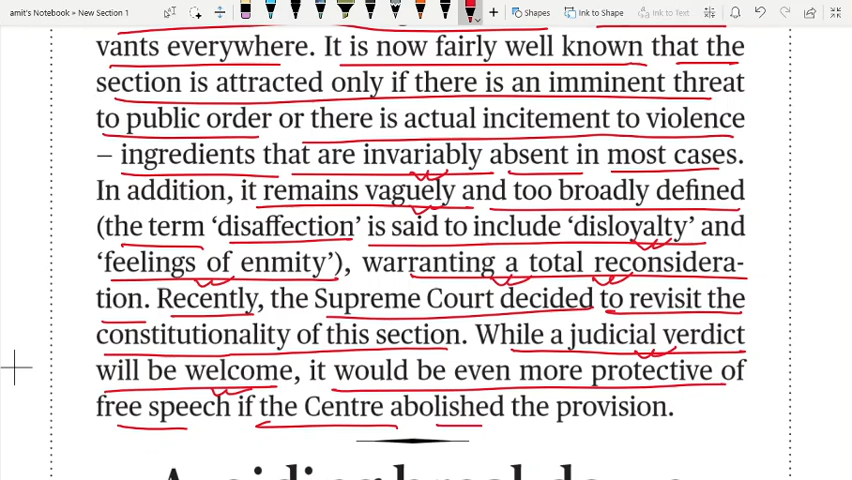 amit's Notebook » New Section 1
Shapes
Ink to Shape
Ink to Text
vants everywhere. It is now fairly well known that the
section is attracted only if there is an imminent threat
to public order or there is actual incitement to violence
– ingredients that are invariably absent in most cases.
In addition, it remains vaguely and too broadly defined
(the term ‘disaffection’ is said to include ‘disloyalty’ and
‘feelings of enmity’), warranting a total reconsidera-
tion. Recently, the Supreme Court decided to revisit the
constitutionality of this section. While a judicial verdict
will be welcome, it would be even more protective of
free speech if the Centre abolished the provision.